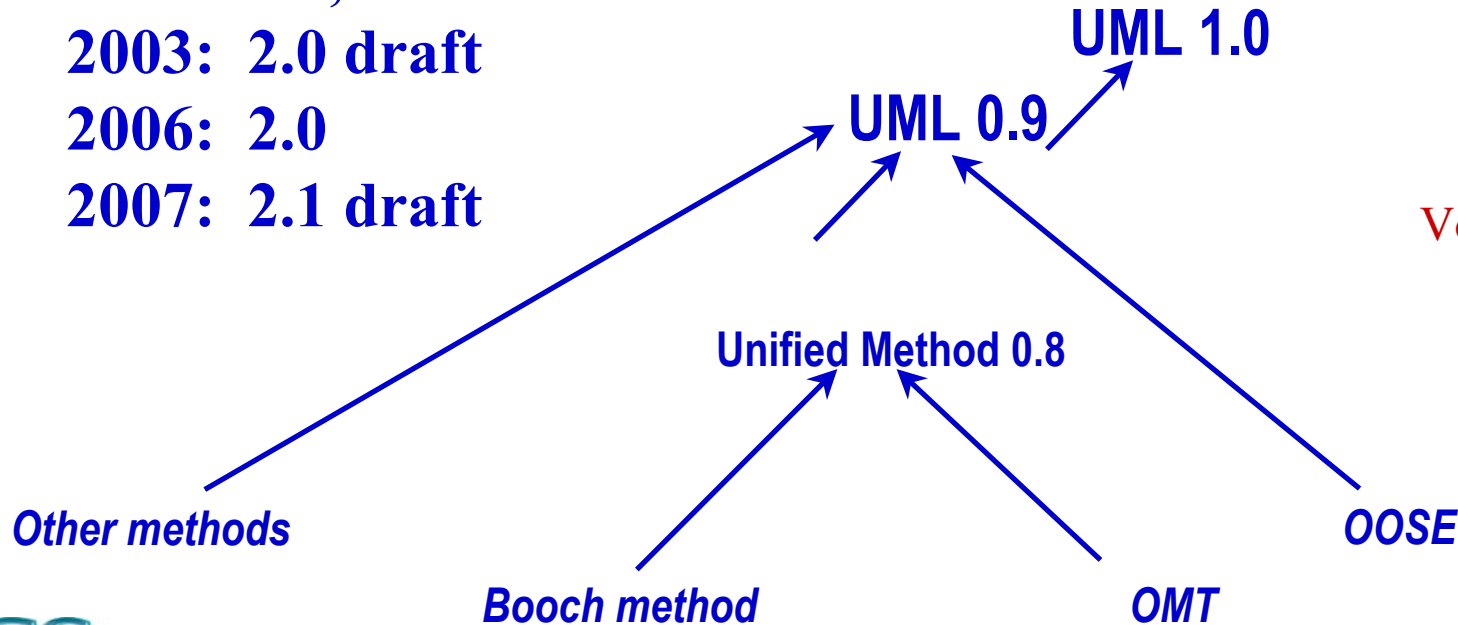 2003: 2.0 draft
2006: 2.0
2007: 2.1 draft
UML 1.0
UML 0.9
Unified Method 0.8
Other methods
OOSE
Booch method
OMT